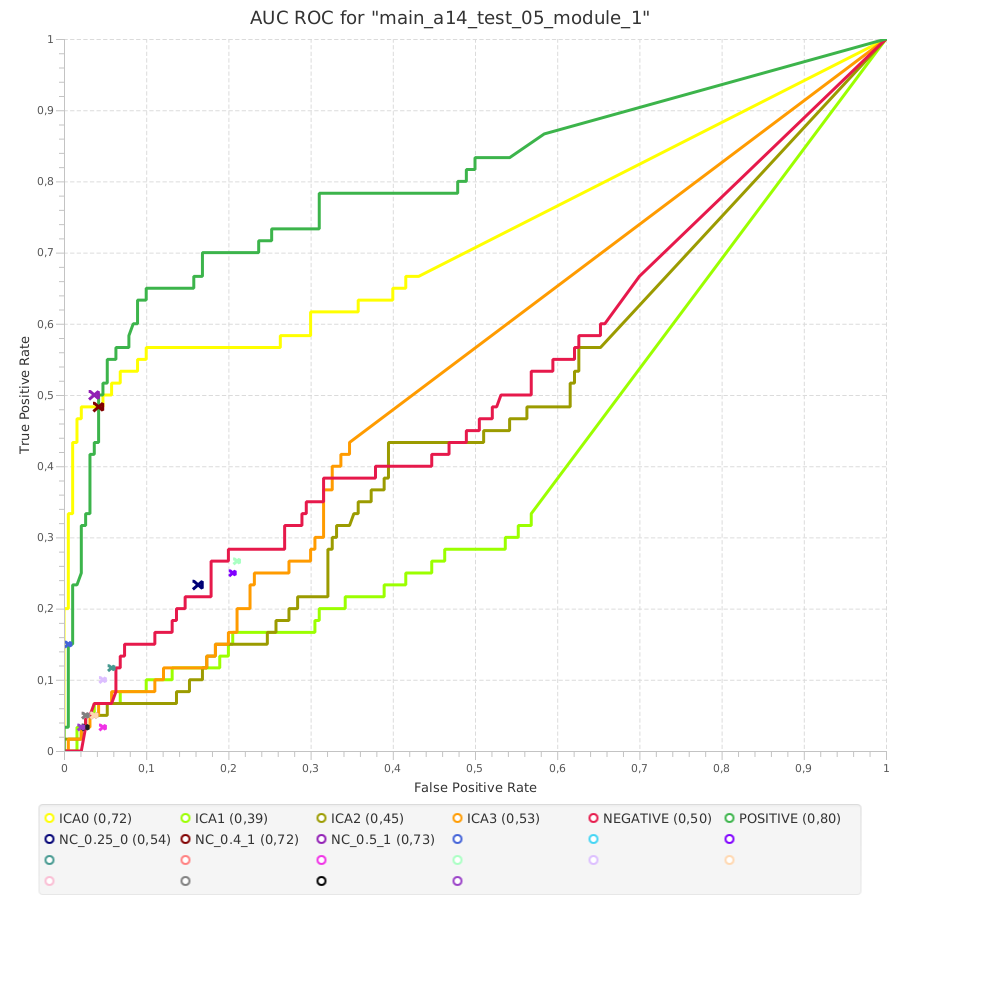 AUC ROC for "main_a14_test_05_module_1"
1
0,9
0,8
0,7
0,6
0,5
0,4
0,3
0,2
0,1
0
True Positive Rate
0 0,1 0,2 0,3 0,4 0,5 0,6 0,7 0,8 0,9 1
False Positive Rate
ICA0 (0,72) ICA1 (0,39) ICA2 (0,45) ICA3 (0,53) NEGATIVE (0,50) POSITIVE (0,80)
NC_0.25_0 (0,54) NC_0.4_1 (0,72) NC_0.5_1 (0,73)